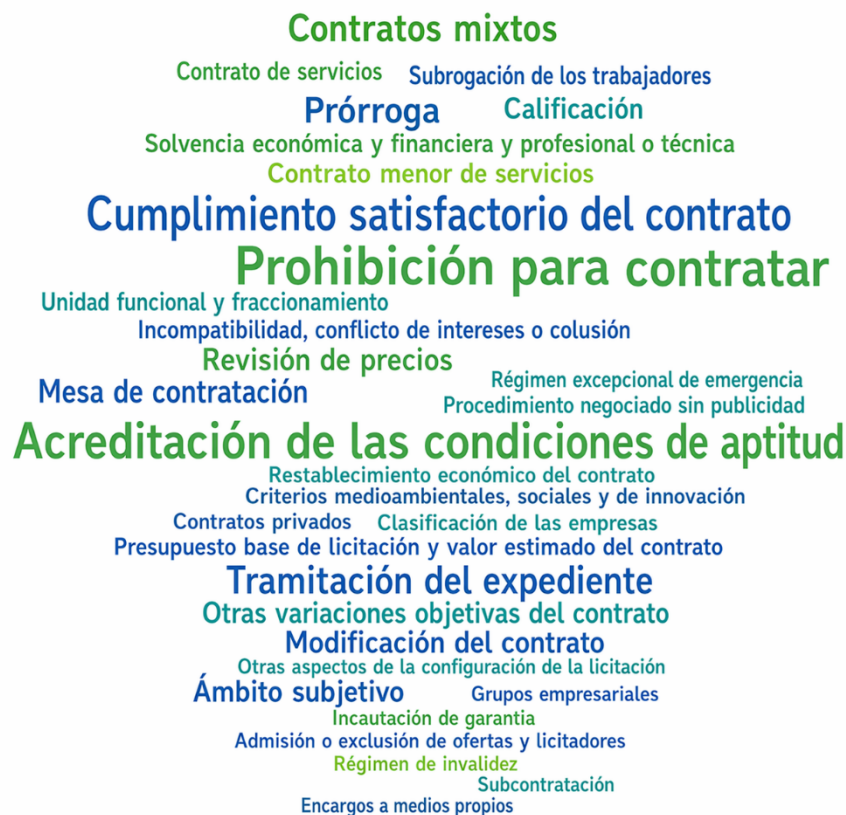 Contratos mixtos
Contrato de servicios
Subrogación de los trabajadores
Prórroga
Calificación
Solvencia económica y financiera y profesional o técnica
Contrato menor de servicios
Cumplimiento satisfactorio del contrato
Prohibición para contratar
Unidad funcional y fraccionamiento
Incompatibilidad, conflicto de intereses o colusión
Revisión de precios
Mesa de contratación
Régimen excepcional de emergencia
Procedimiento negociado sin publicidad
Acreditación de las condiciones de aptitud
Restablecimiento económico del contrato
Criterios medioambientales, sociales y de innovación
Contratos privados
Clasificación de las empresas
Presupuesto base de licitación y valor estimado del contrato
Tramitación del expediente
Otras variaciones objetivas del contrato
Modificación del contrato
Otras aspectos de la configuración de la licitación
Ámbito subjetivo
Grupos empresariales
Incautación de garantia
Admisión o exclusión de ofertas y licitadores
Régimen de invalidez
Subcontratación
Encargos a medios propios